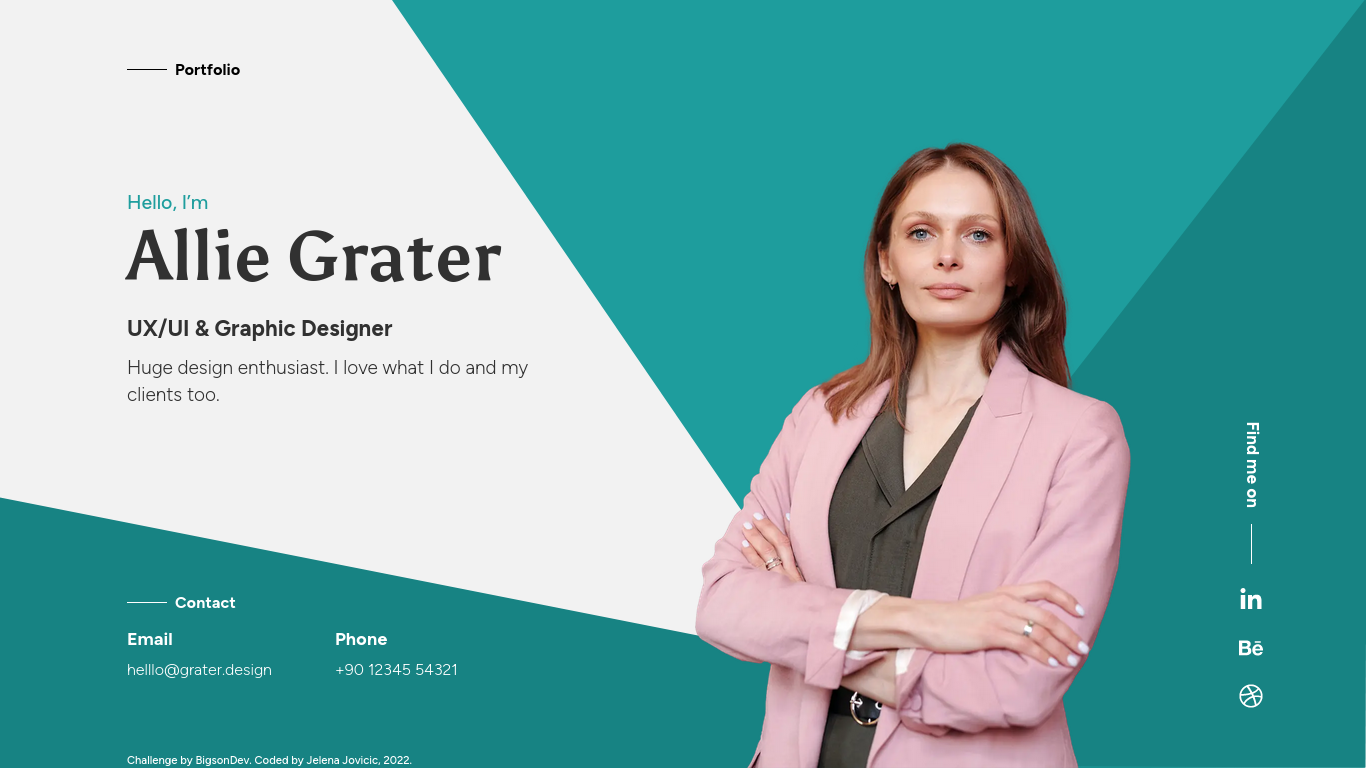 Portfolio
Hello, I’m
Allie Grater
UX/UI & Graphic Designer
Huge design enthusiast. I love what I do and my
clients too.
Find me on
in
Bē
Contact
Email
helllo@grater.design
Phone
+90 12345 54321
Challenge by BigsonDev. Coded by Jelena Jovicic, 2022.